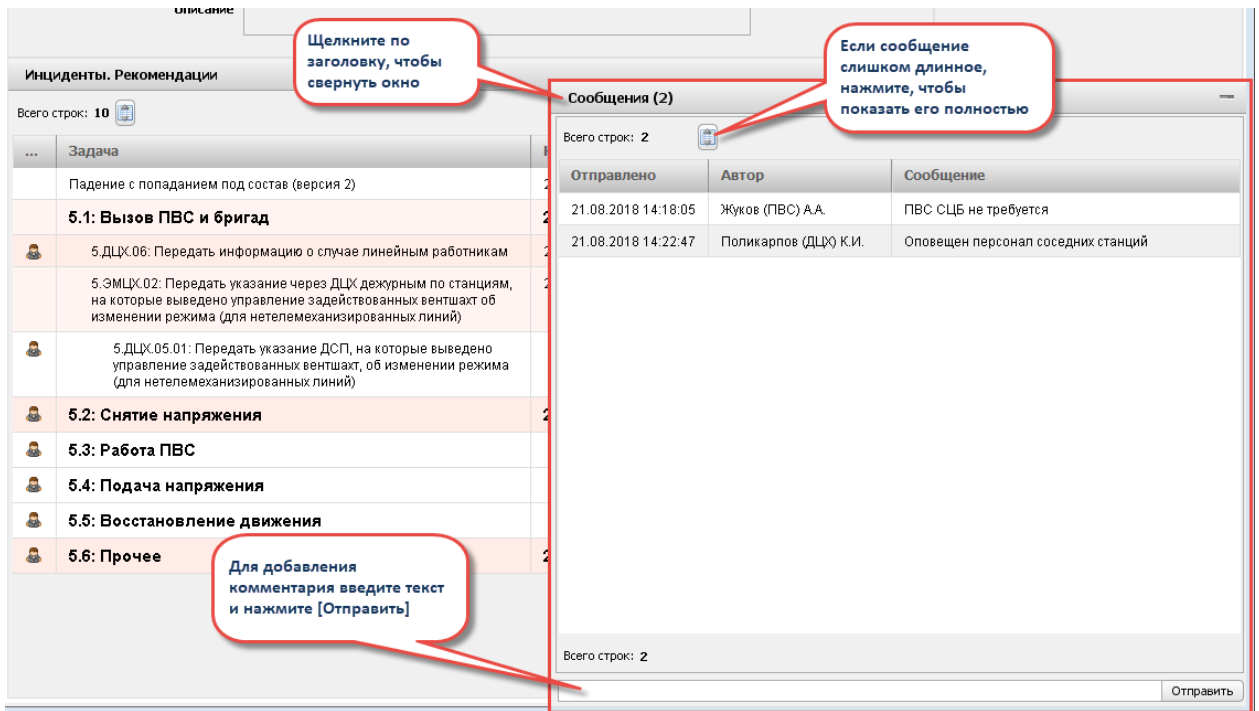 Описание
Щелкните по
заголовку, чтобы
свернуть окно
Если сообщение
слишком длинное,
нажмите, чтобы
показать его полностью
Инциденты. Рекомендации
Всего строк: 10
... Задача
Падение с попаданием под состав (версия 2)
5.1: Вызов ПВС и бригад
5.ДЦХ.06: Передать информацию о случае линейным работникам
5.ЭМЦХ.02: Передать указание через ДЦХ дежурным по станциям,
на которые выведено управление задействованных вентшахт об
изменении режима (для нетелемеханизированных линий)
5.ДЦХ.05.01: Передать указание ДСП, на которые выведено
управление задействованных вентшахт, об изменении режима
(для нетелемеханизированных линий)
5.2: Снятие напряжения
5.3: Работа ПВС
5.4: Подача напряжения
5.5: Восстановление движения
5.6: Прочее
Для добавления
комментария введите текст
и нажмите [Отправить]
Сообщения (2)
Всего строк: 2
Отправлено Автор Сообщение
21.08.2018 14:18:05 Жуков (ПВС) А.А. ПВС СЦБ не требуется
21.08.2018 14:22:47 Поликарпов (ДЦХ) К.И. Оповещен персонал соседних станций
Всего строк: 2
Отправить